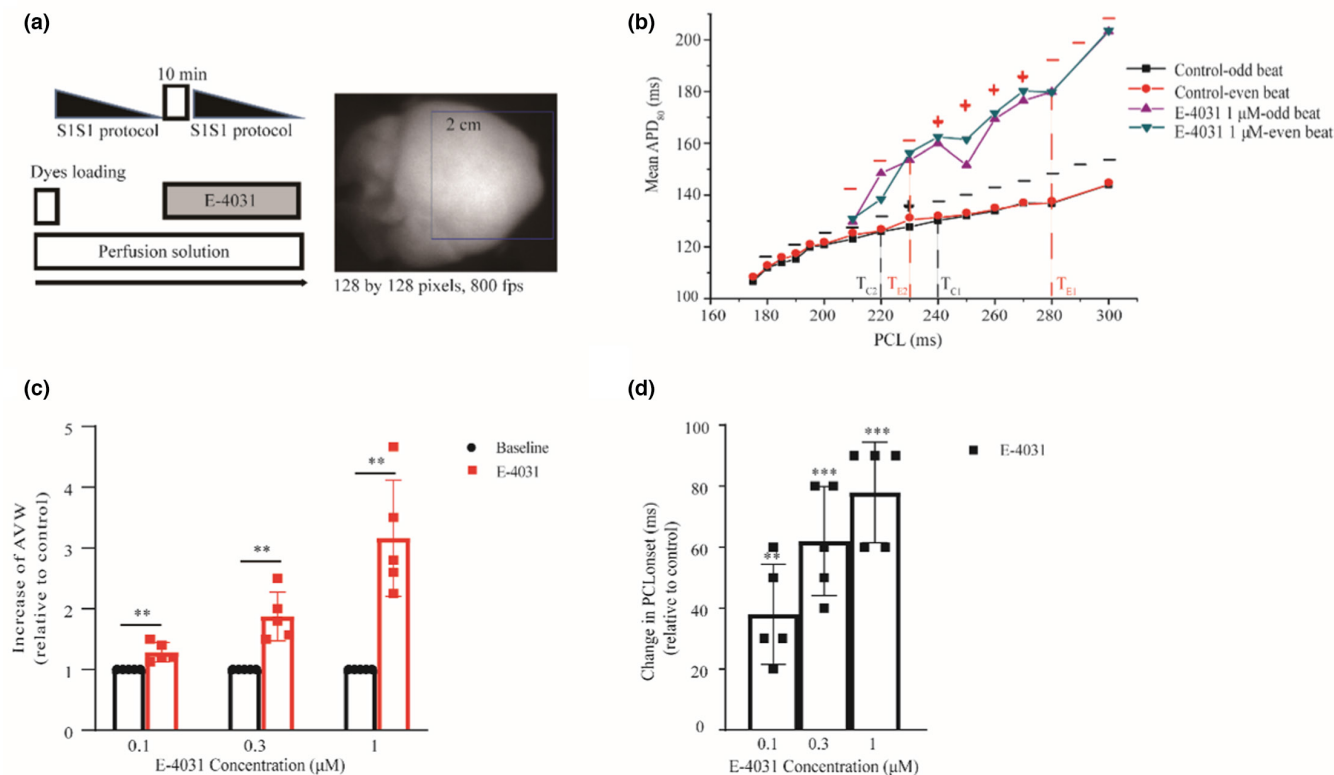 (a)
10 min
S1S1 protocol S1S1 protocol
Dyes loading
E-4031
Perfusion solution
2 cm
128 by 128 pixels, 800 fps
(b)
Mean APD80 (ms)
200
180
160
140
120
100
160 180 200 220 240 260 280 300
PCL (ms)
TC2 TE2 TC1 TE1
Control-odd beat
Control-even beat
E-4031 1 μM-odd beat
E-4031 1 μM-even beat
(c)
Increase of AVW
(relative to control)
5
4
3
2
1
0
** ** **
0.1 0.3 1
E-4031 Concentration (μM)
Baseline
E-4031
(d)
Change in PCLonset (ms)
(relative to control)
100
80
60
40
20
0
** *** ***
0.1 0.3 1
E-4031 Concentration (μM)
E-4031